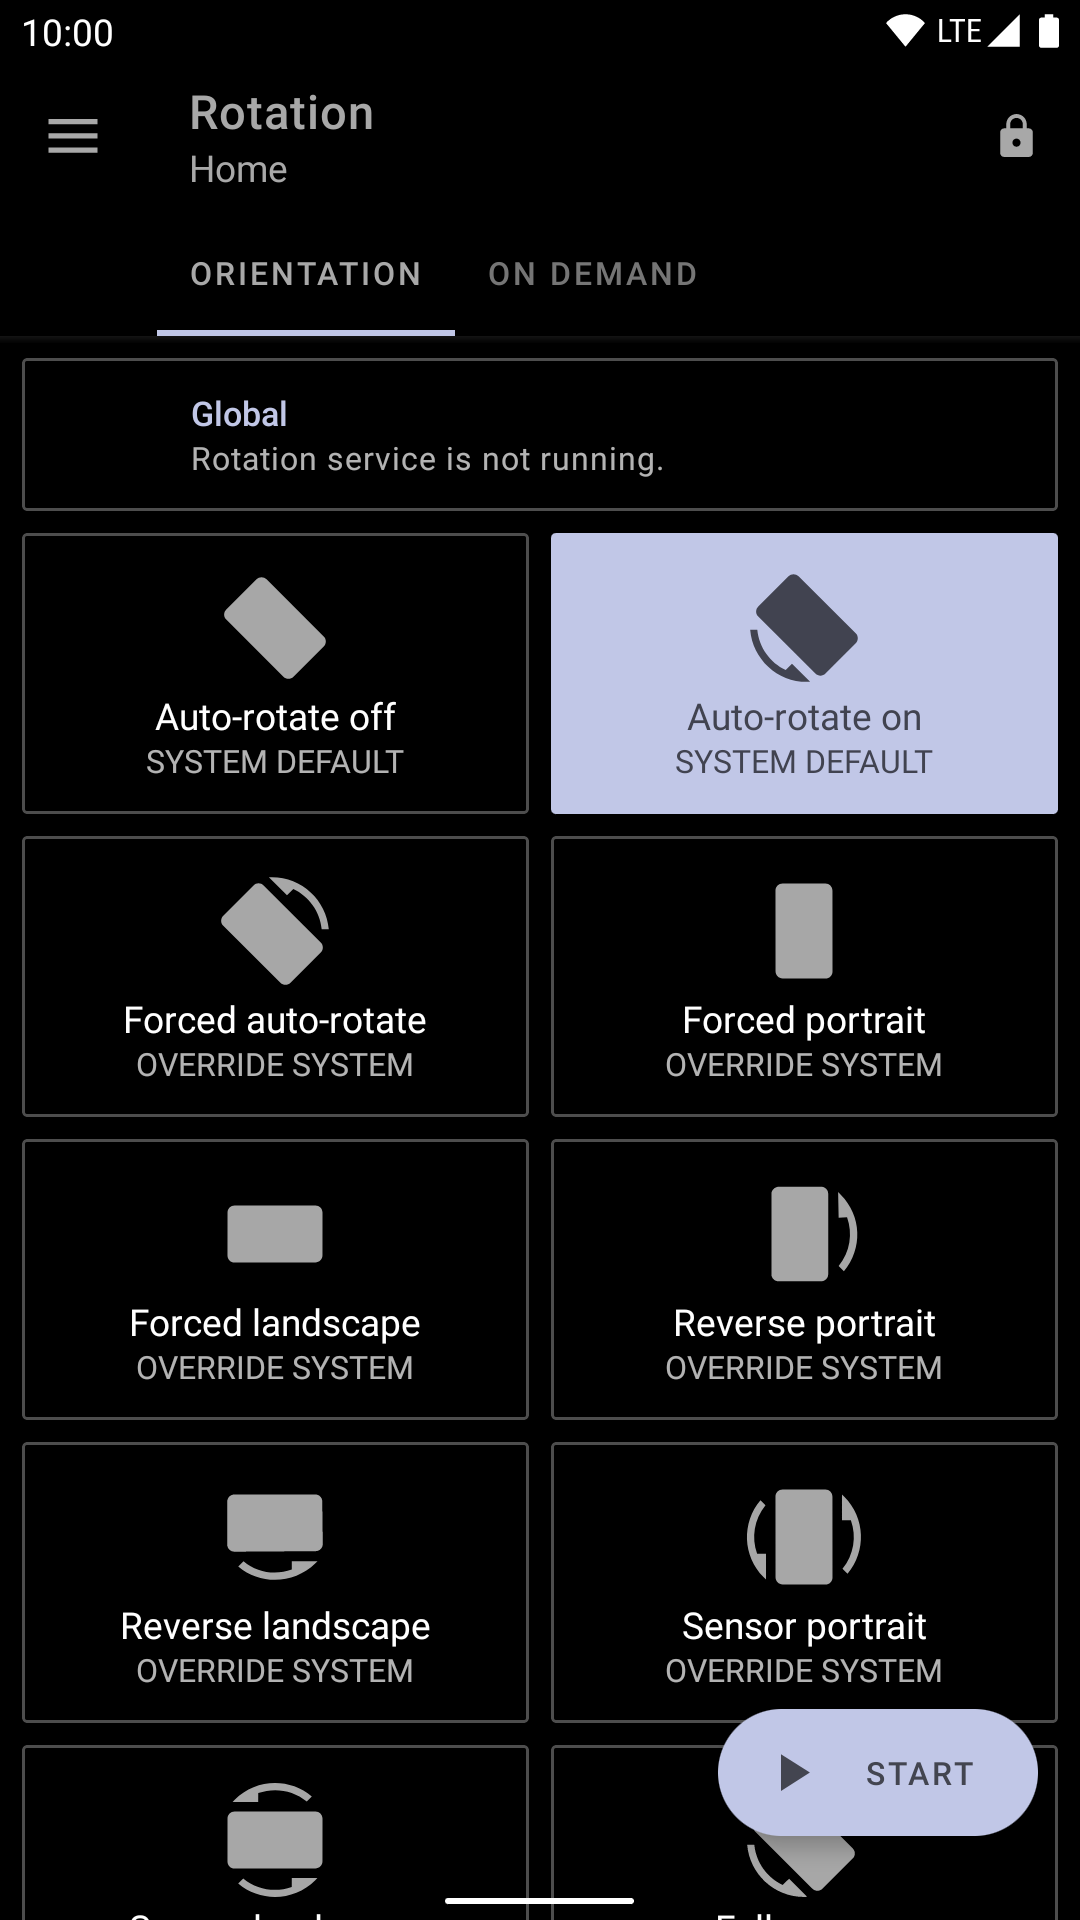 10:00
LTE
Rotation
Home
ORIENTATION
ON DEMAND
Global
Rotation service is not running.
Auto-rotate off
SYSTEM DEFAULT
Auto-rotate on
SYSTEM DEFAULT
Forced auto-rotate
OVERRIDE SYSTEM
Forced portrait
OVERRIDE SYSTEM
Forced landscape
OVERRIDE SYSTEM
Reverse portrait
OVERRIDE SYSTEM
Reverse landscape
OVERRIDE SYSTEM
Sensor portrait
OVERRIDE SYSTEM
START